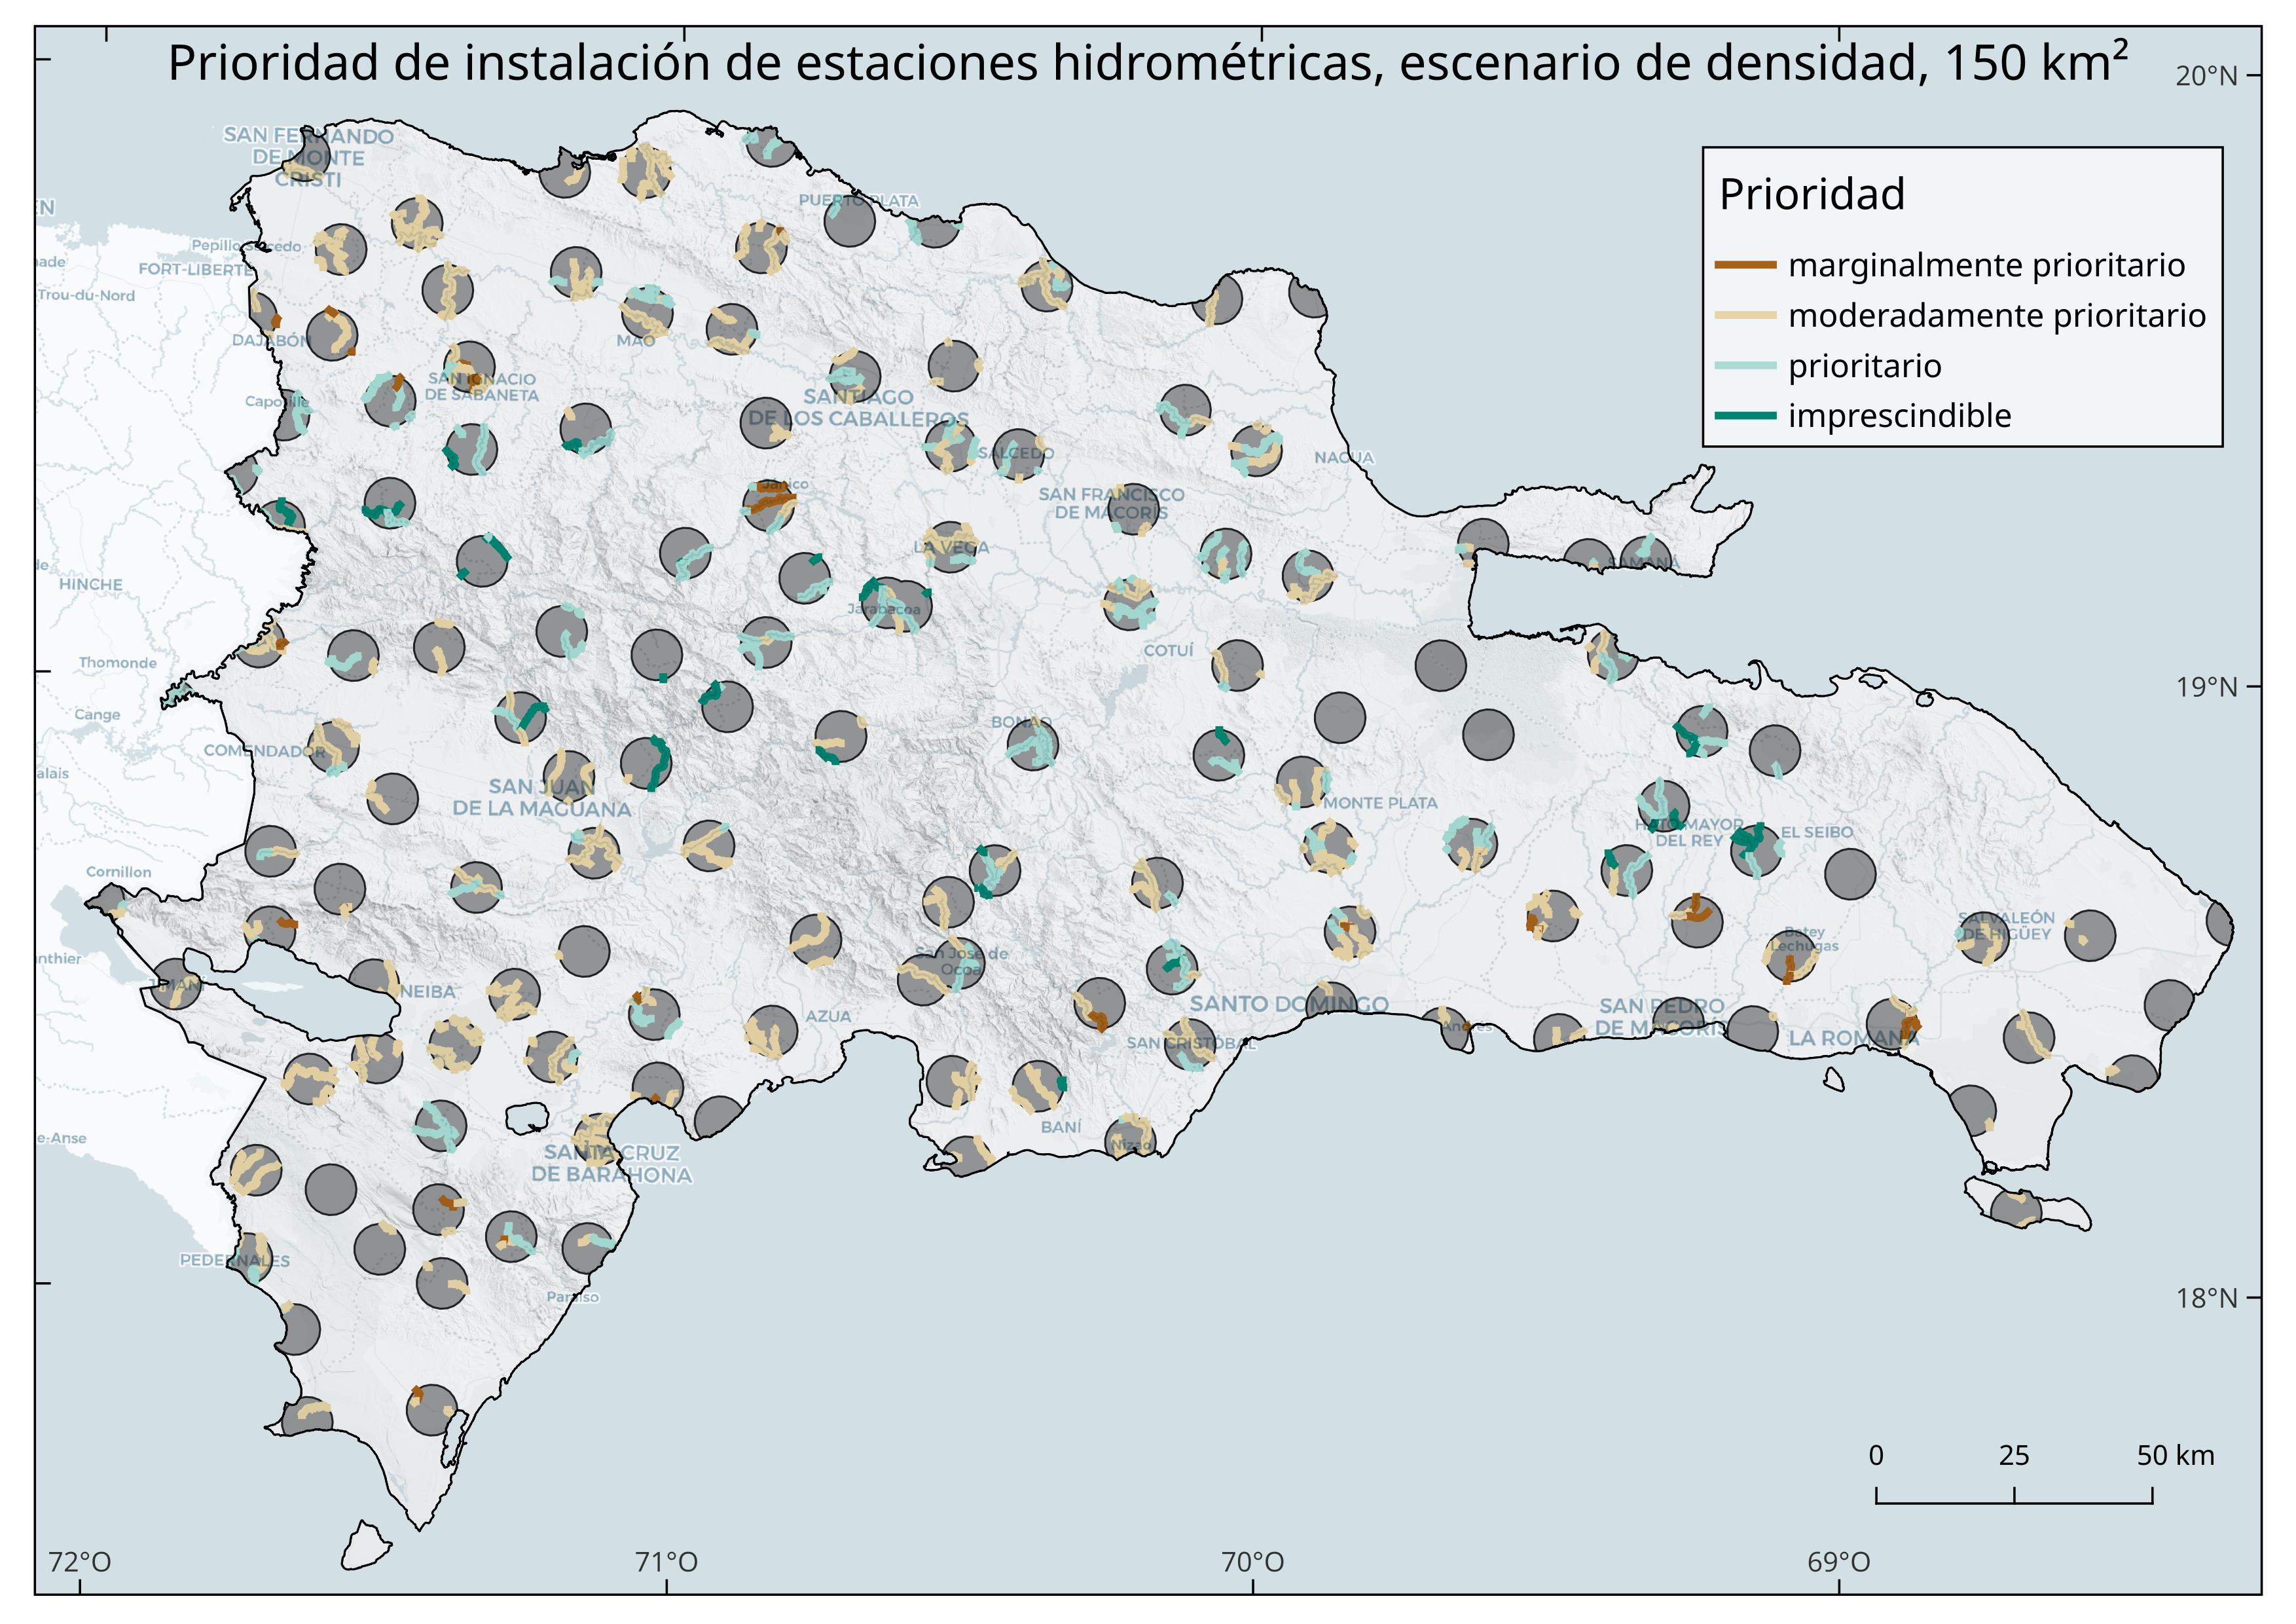 Prioridad de instalación de estaciones hidrométricas, escenario de densidad, 150 km²
20°N
SAN FERNANDO
DE MONTE
CRISTI
Prioridad
marginalmente prioritario
moderadamente prioritario
prioritario
imprescindible
PUERTO PLATA
EN
Pepillo Salcedo
FORT-LIBERTE
Trou-du-Nord
DAJABÓN
MAO
SAN IGNACIO
DE SABANETA
SANTIAGO
DE LOS CABALLEROS
SALCEDO
NAGUA
Jánico
SAN FRANCISCO
DE MACORÍS
LA VEGA
SAMANÁ
HINCHE
Jarabacoa
COTUÍ
Thomonde
19°N
Cange
COMENDADOR
BONAO
SAN JUAN
DE LA MAGUANA
MONTE PLATA
HATO MAYOR
DEL REY
EL SEIBO
Cornillon
SALVALEÓN
DE HIGÜEY
Batey
Lechugas
San José de
Ocoa
JIMANÍ
NEIBA
AZUA
SANTO DOMINGO
SAN PEDRO
DE MACORÍS
LA ROMANA
Andrés
SAN CRISTÓBAL
BANÍ
Nizao
e-Anse
SANTA CRUZ
DE BARAHONA
PEDERNALES
Paraíso
18°N
0 25 50 km
72°O 71°O 70°O 69°O